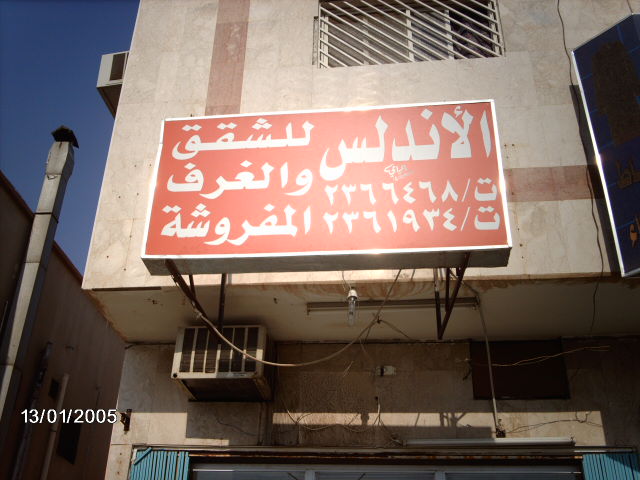 الأندلس للشقق
والغرف
المفروشة
ت/٢٣٦٦٤٦٨
ت/٢٣٦١٩٣٤
13/01/2005